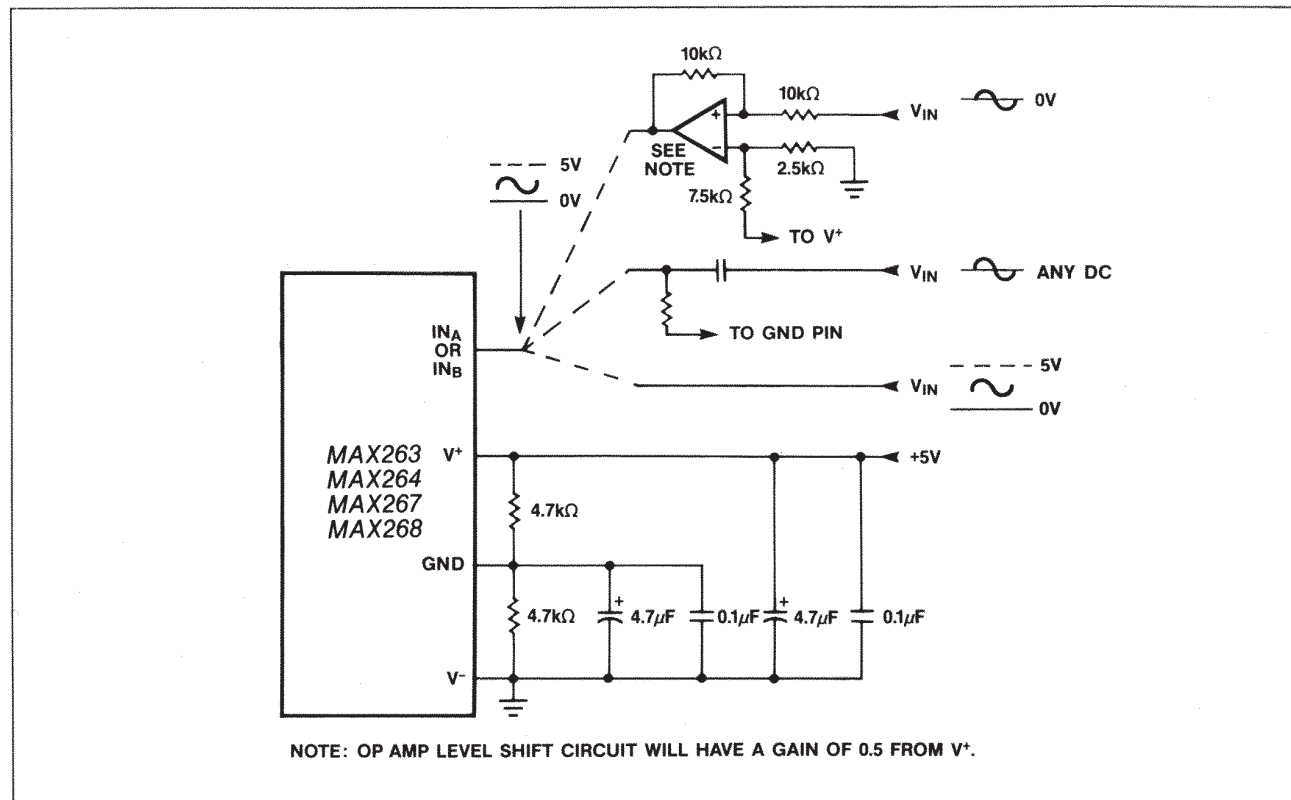 10kΩ
10kΩ
V_IN
0V
+
−
SEE
NOTE
2.5kΩ
7.5kΩ
TO V⁺
5V
0V
V_IN
ANY DC
TO GND PIN
IN_A
OR
IN_B
V_IN
5V
0V
MAX263
MAX264
MAX267
MAX268
V⁺
+5V
4.7kΩ
GND
4.7kΩ
+
4.7μF
0.1μF
+
4.7μF
0.1μF
V⁻
NOTE: OP AMP LEVEL SHIFT CIRCUIT WILL HAVE A GAIN OF 0.5 FROM V⁺.